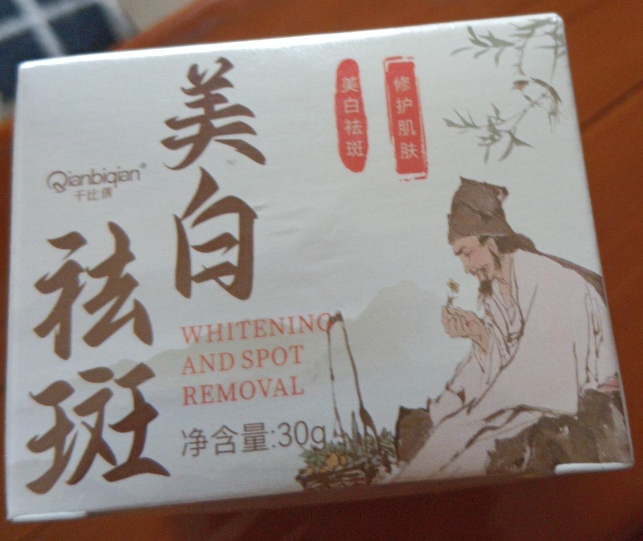 美白
祛斑
Qianbiqian®
千比倩
美白祛斑
修护肌肤
WHITENING
AND SPOT
REMOVAL
净含量:30g